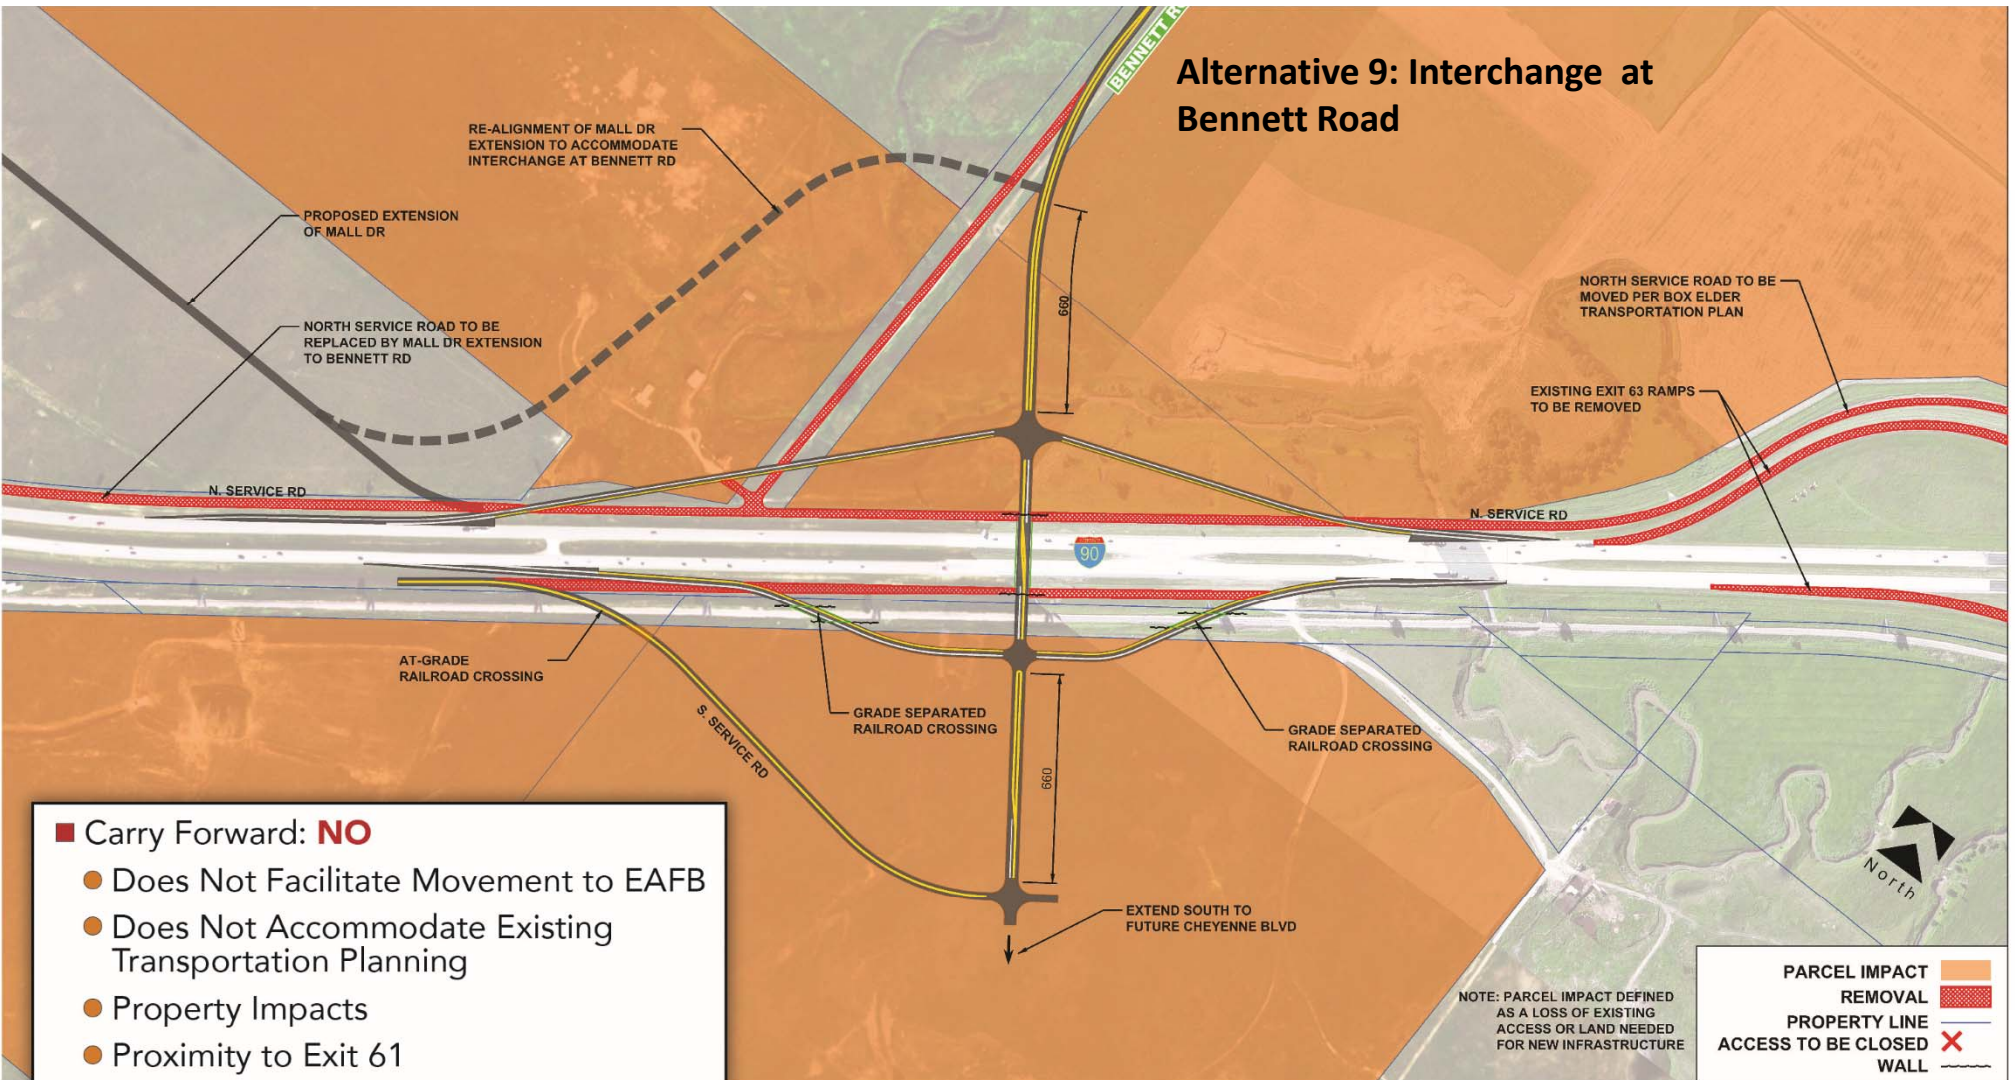 BENNETT R
Alternative 9: Interchange at
Bennett Road
RE-ALIGNMENT OF MALL DR
EXTENSION TO ACCOMMODATE
INTERCHANGE AT BENNETT RD
PROPOSED EXTENSION
OF MALL DR
NORTH SERVICE ROAD TO BE
REPLACED BY MALL DR EXTENSION
TO BENNETT RD
660
NORTH SERVICE ROAD TO BE
MOVED PER BOX ELDER
TRANSPORTATION PLAN
EXISTING EXIT 63 RAMPS
TO BE REMOVED
N. SERVICE RD
N. SERVICE RD
90
AT-GRADE
RAILROAD CROSSING
S. SERVICE RD
GRADE SEPARATED
RAILROAD CROSSING
GRADE SEPARATED
RAILROAD CROSSING
660
EXTEND SOUTH TO
FUTURE CHEYENNE BLVD
North
Carry Forward: NO
Does Not Facilitate Movement to EAFB
Does Not Accommodate Existing
Transportation Planning
Property Impacts
Proximity to Exit 61
NOTE: PARCEL IMPACT DEFINED
AS A LOSS OF EXISTING
ACCESS OR LAND NEEDED
FOR NEW INFRASTRUCTURE
PARCEL IMPACT
REMOVAL
PROPERTY LINE
ACCESS TO BE CLOSED
WALL